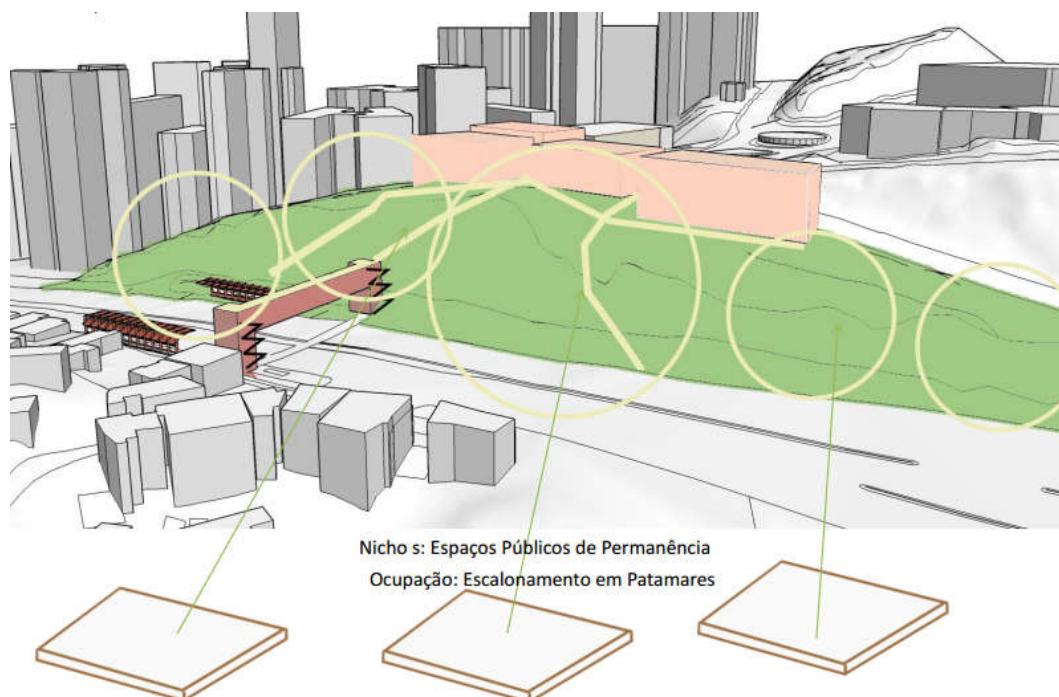 Nicho s: Espaços Públicos de Permanência
Ocupação: Escalonamento em Patamares